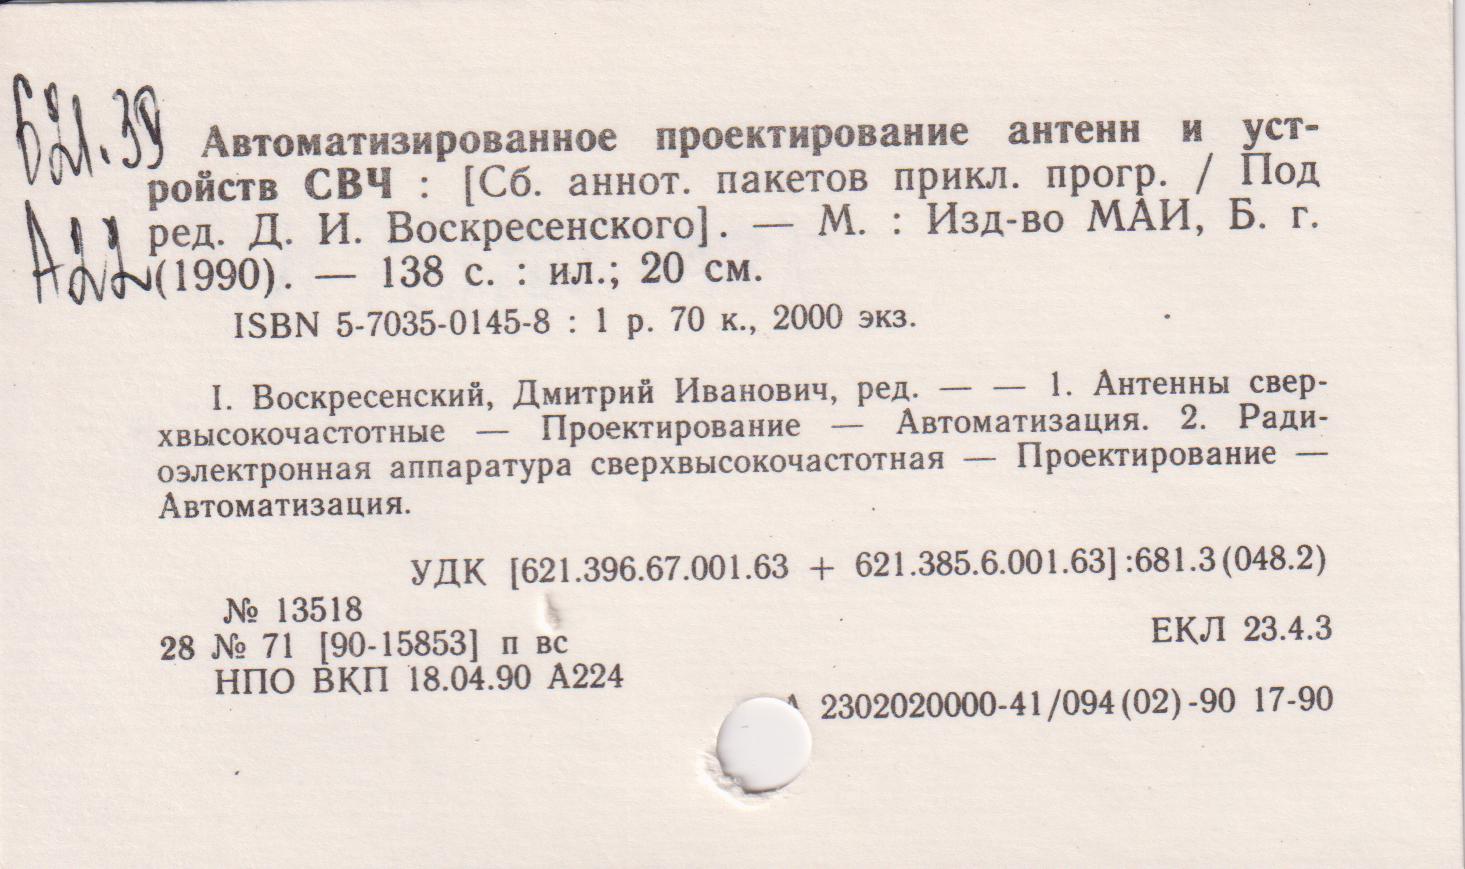 621.39
А22
Автоматизированное проектирование антенн и уст-
ройств СВЧ : [Сб. аннот. пакетов прикл. прогр. / Под
ред. Д. И. Воскресенского]. — М. : Изд-во МАИ, Б. г.
(1990). — 138 с. : ил.; 20 см.
ISBN 5-7035-0145-8 : 1 р. 70 к., 2000 экз.
I. Воскресенский, Дмитрий Иванович, ред. — — 1. Антенны свер-
хвысокочастотные — Проектирование — Автоматизация. 2. Ради-
оэлектронная аппаратура сверхвысокочастотная — Проектирование —
Автоматизация.
УДК [621.396.67.001.63 + 621.385.6.001.63] :681.3 (048.2)
№ 13518
28 № 71 [90-15853] п вс
ЕКЛ 23.4.3
НПО ВКП 18.04.90 А224
2302020000-41/094 (02) -90 17-90